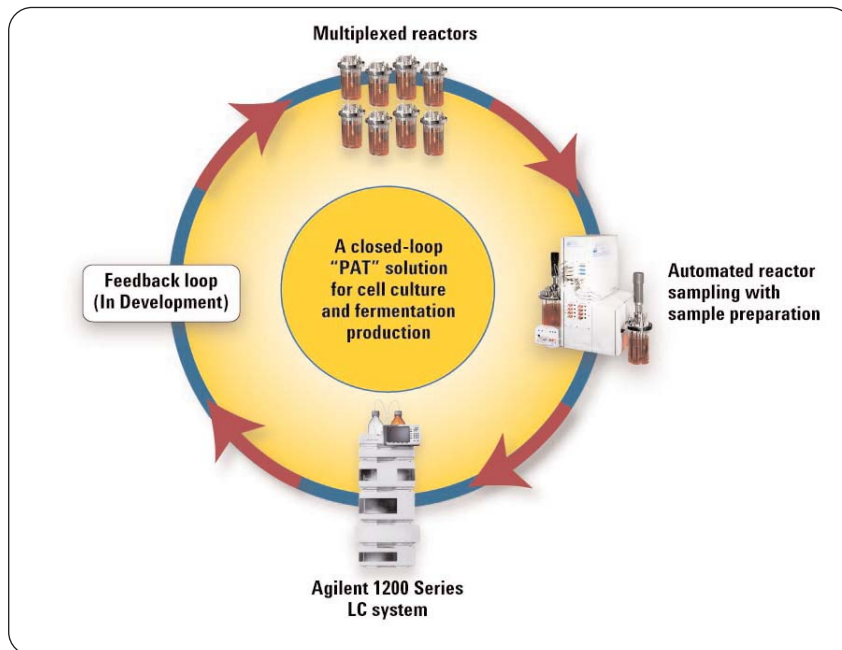 Multiplexed reactors
A closed-loop
“PAT” solution
for cell culture
and fermentation
production
Feedback loop
(In Development)
Automated reactor
sampling with
sample preparation
Agilent 1200 Series
LC system